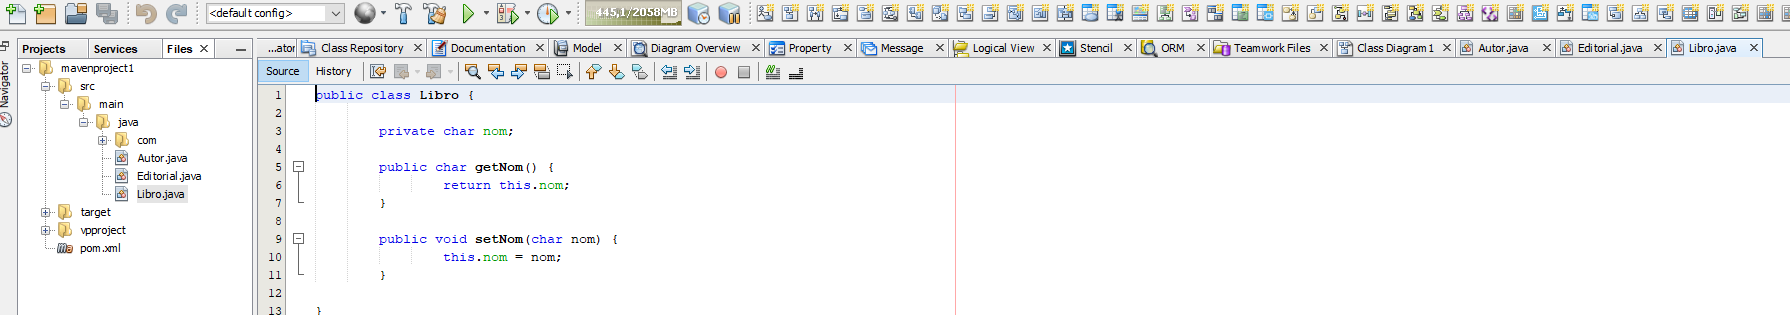 <default config>
445,1/2058MB
Projects Services Files
Navigator
mavenproject1
src
main
java
com
Autor.java
Editorial.java
Libro.java
target
vpproject
pom.xml
...ator Class Repository Documentation Model Diagram Overview Property Message Logical View Stencil ORM Teamwork Files Class Diagram1 Autor.java Editorial.java Libro.java
Source History
1 public class Libro {
2
3 private char nom;
4
5 public char getNom() {
6 return this.nom;
7 }
8
9 public void setNom(char nom) {
10 this.nom = nom;
11 }
12
13 }